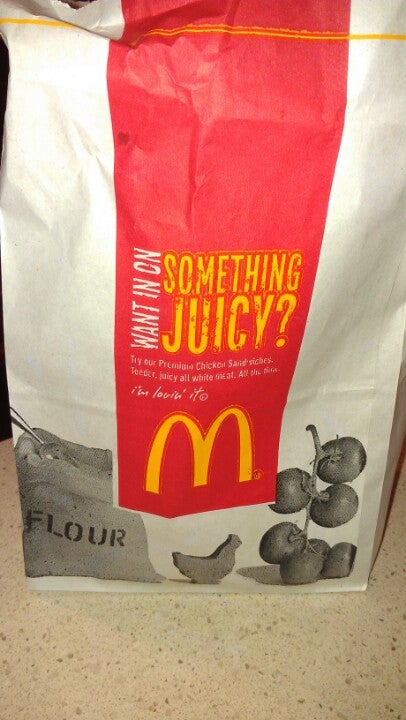 WANT IN ON
SOMETHING
JUICY?
Try our Premium Chicken Sandwiches.
Tender, juicy all white meat. All the time.
i'm lovin' it®
M®
FLOUR